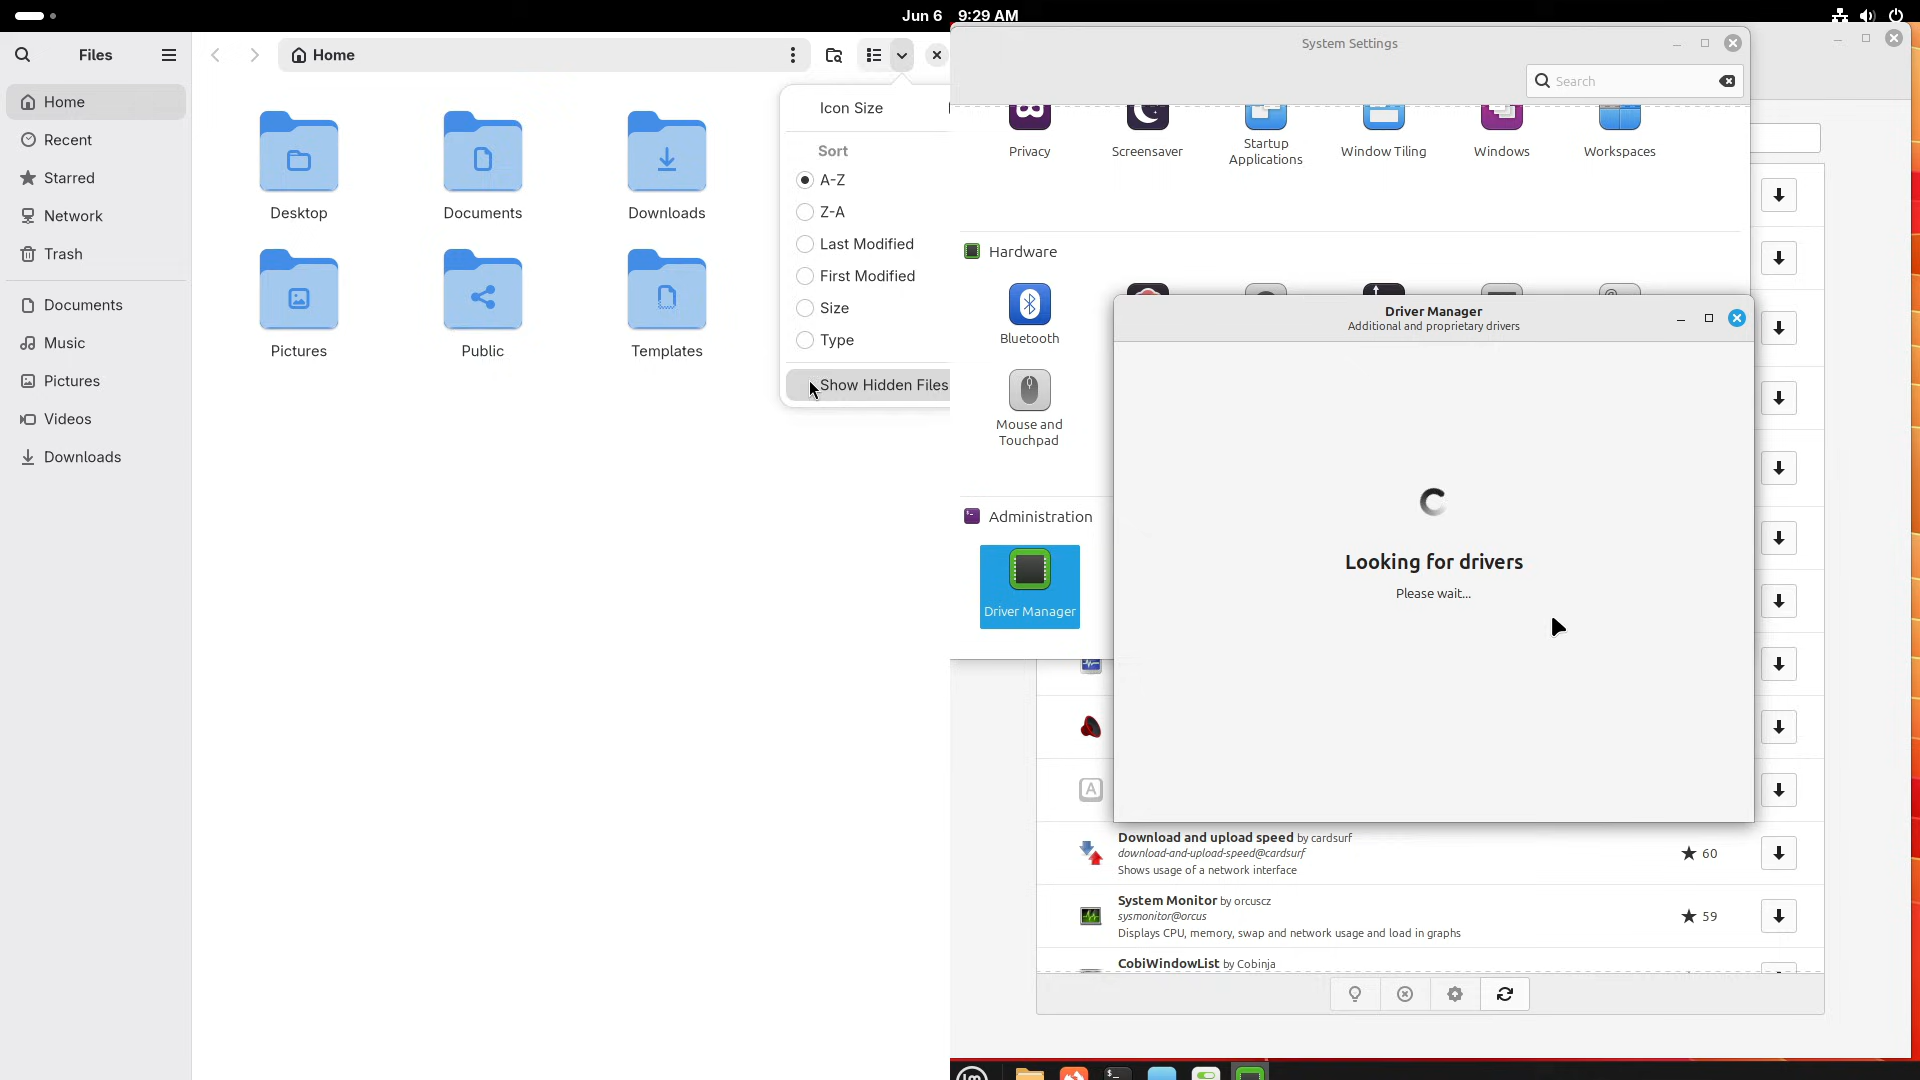 Jun 6 9:29 AM
Files
Home
Recent
Starred
Network
Trash
Documents
Music
Pictures
Videos
Downloads
Home
Desktop
Documents
Downloads
Pictures
Public
Templates
Icon Size
Sort
A-Z
Z-A
Last Modified
First Modified
Size
Type
Show Hidden Files
System Settings
Search
Privacy
Screensaver
Startup
Applications
Window Tiling
Windows
Workspaces
Hardware
Bluetooth
Mouse and
Touchpad
Administration
Driver Manager
Driver Manager
Additional and proprietary drivers
Looking for drivers
Please wait...
Download and upload speed by cardsurf
download-and-upload-speed@cardsurf
Shows usage of a network interface
60
System Monitor by orcuscz
sysmonitor@orcus
Displays CPU, memory, swap and network usage and load in graphs
59
CobiWindowList by Cobinja